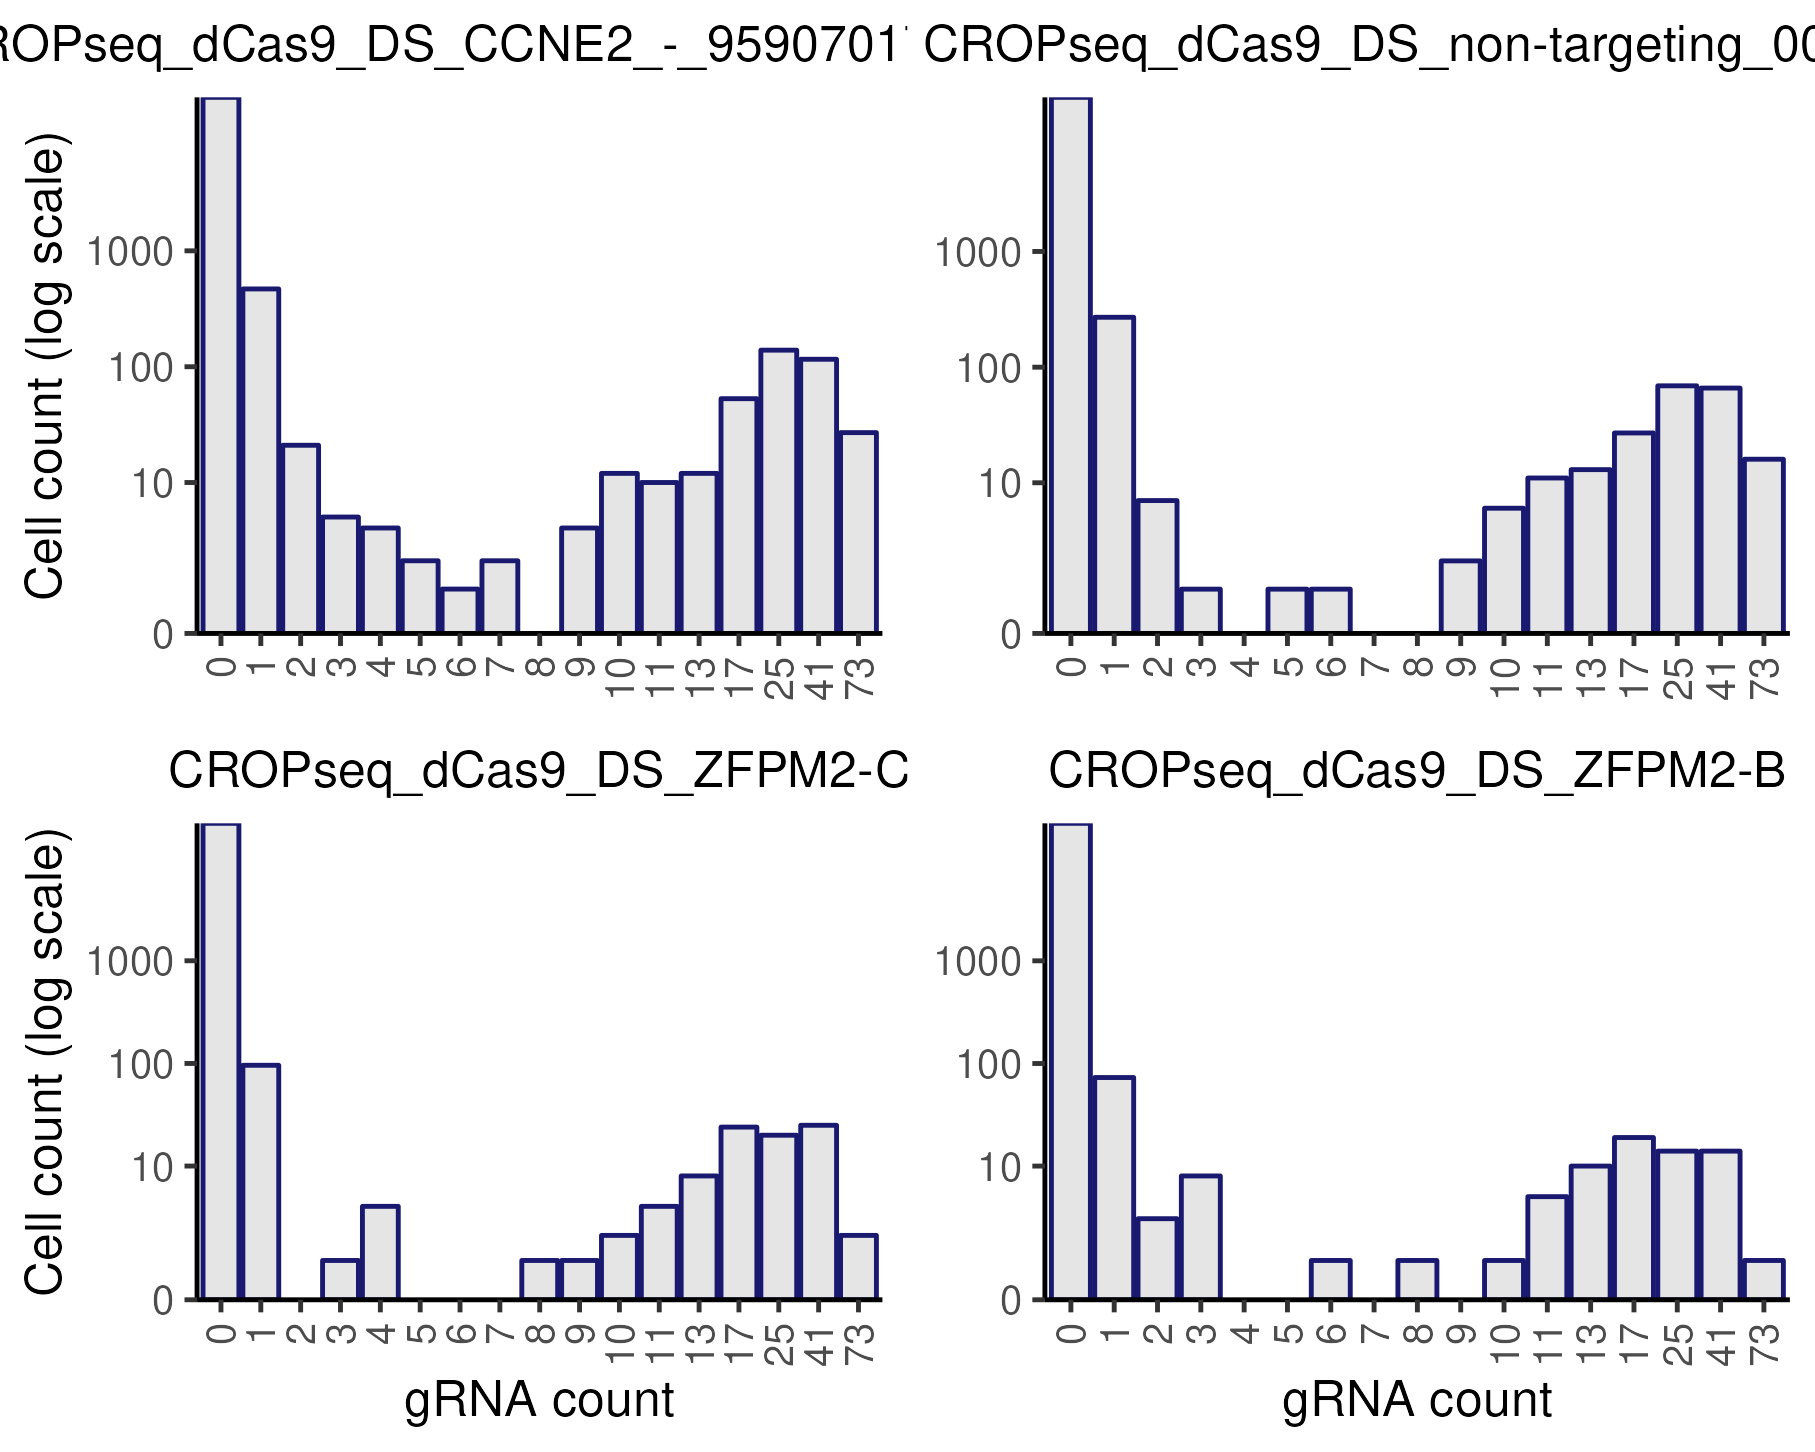 ROPseq_dCas9_DS_CCNE2_-_9590701
CROPseq_dCas9_DS_non-targeting_00
Cell count (log scale)
1000
100
10
0
0 1 2 3 4 5 6 7 8 9 10 11 13 17 25 41 73
1000
100
10
0
0 1 2 3 4 5 6 7 8 9 10 11 13 17 25 41 73
CROPseq_dCas9_DS_ZFPM2-C
CROPseq_dCas9_DS_ZFPM2-B
Cell count (log scale)
1000
100
10
0
0 1 2 3 4 5 6 7 8 9 10 11 13 17 25 41 73
gRNA count
1000
100
10
0
0 1 2 3 4 5 6 7 8 9 10 11 13 17 25 41 73
gRNA count